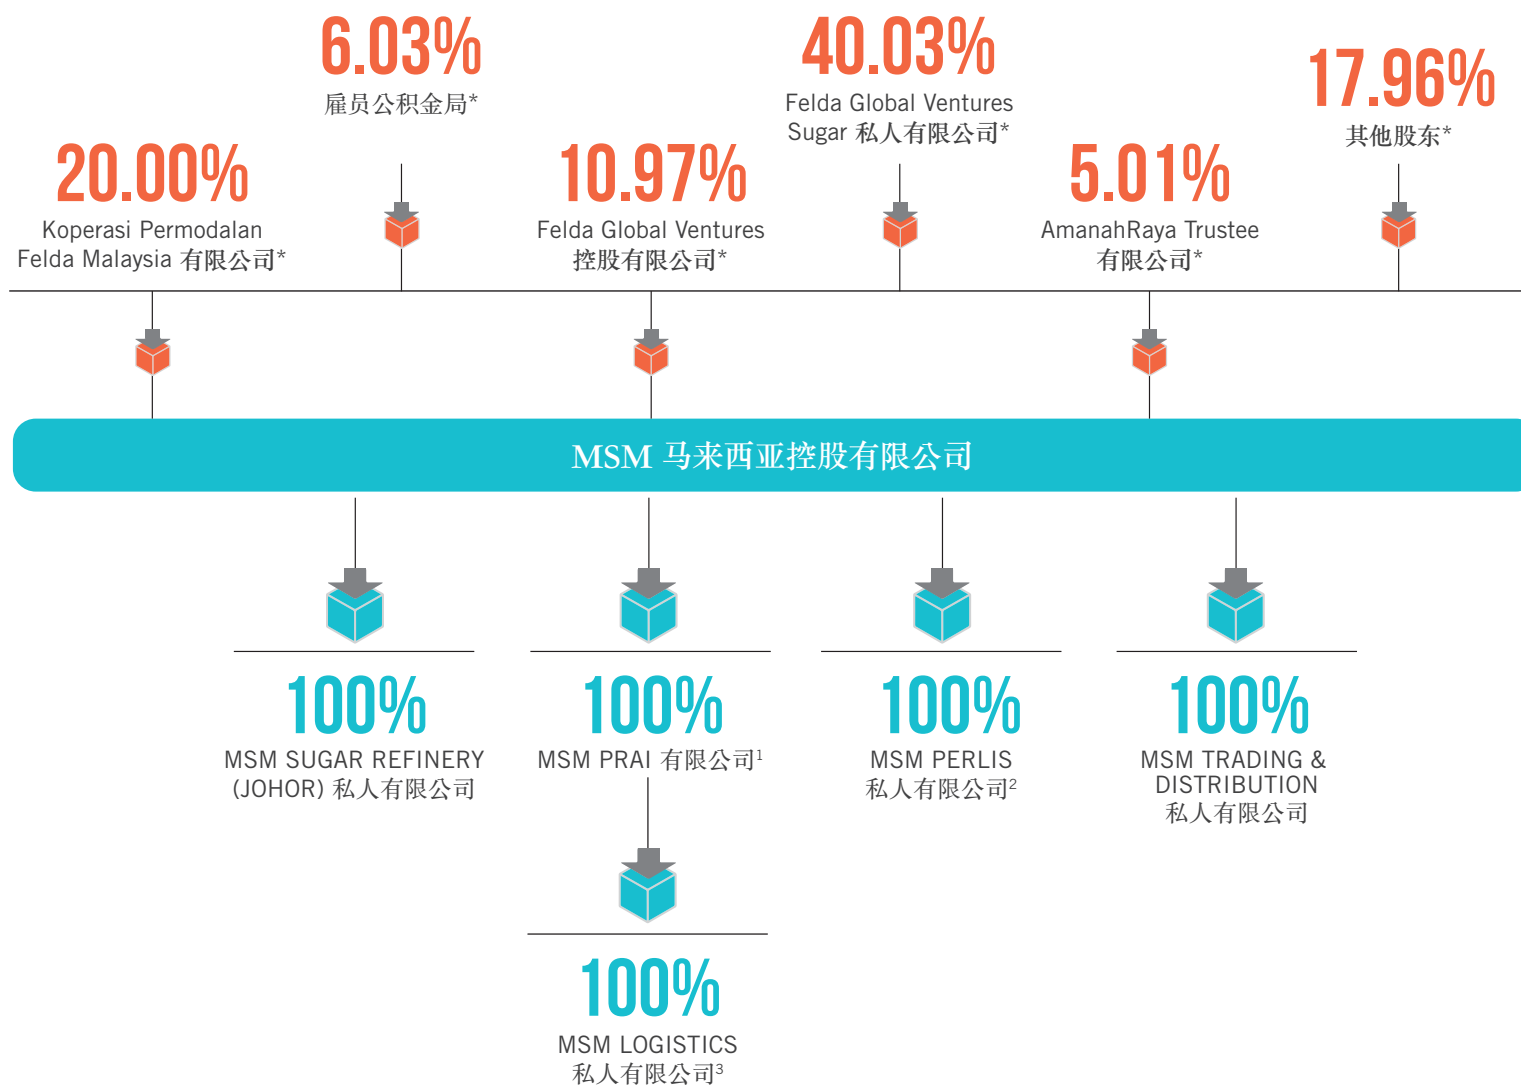 20.00%
Koperasi Permodalan
Felda Malaysia 有限公司*
6.03%
雇员公积金局*
10.97%
Felda Global Ventures
控股有限公司*
40.03%
Felda Global Ventures
Sugar 私人有限公司*
5.01%
AmanahRaya Trustee
有限公司*
17.96%
其他股东*
MSM 马来西亚控股有限公司
100%
MSM SUGAR REFINERY
(JOHOR) 私人有限公司
100%
MSM PRAI 有限公司¹
100%
MSM PERLIS
私人有限公司²
100%
MSM TRADING &
DISTRIBUTION
私人有限公司
100%
MSM LOGISTICS
私人有限公司³